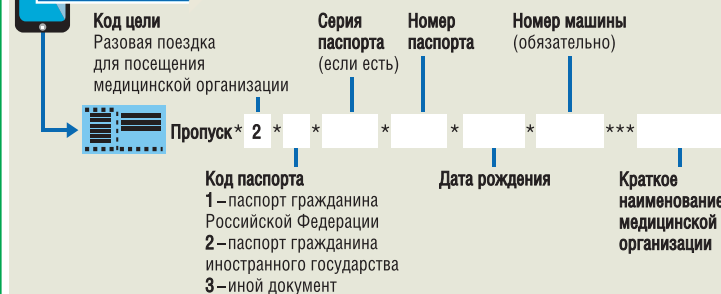 Код цели
Разовая поездка
для посещения
медицинской организации
Серия
паспорта
(если есть)
Номер
паспорта
Номер машины
(обязательно)
Пропуск* 2 * * * * * ***
Код паспорта
1 – паспорт гражданина
Российской Федерации
2 – паспорт гражданина
иностранного государства
3 – иной документ
Дата рождения
Краткое
наименование
медицинской
организации